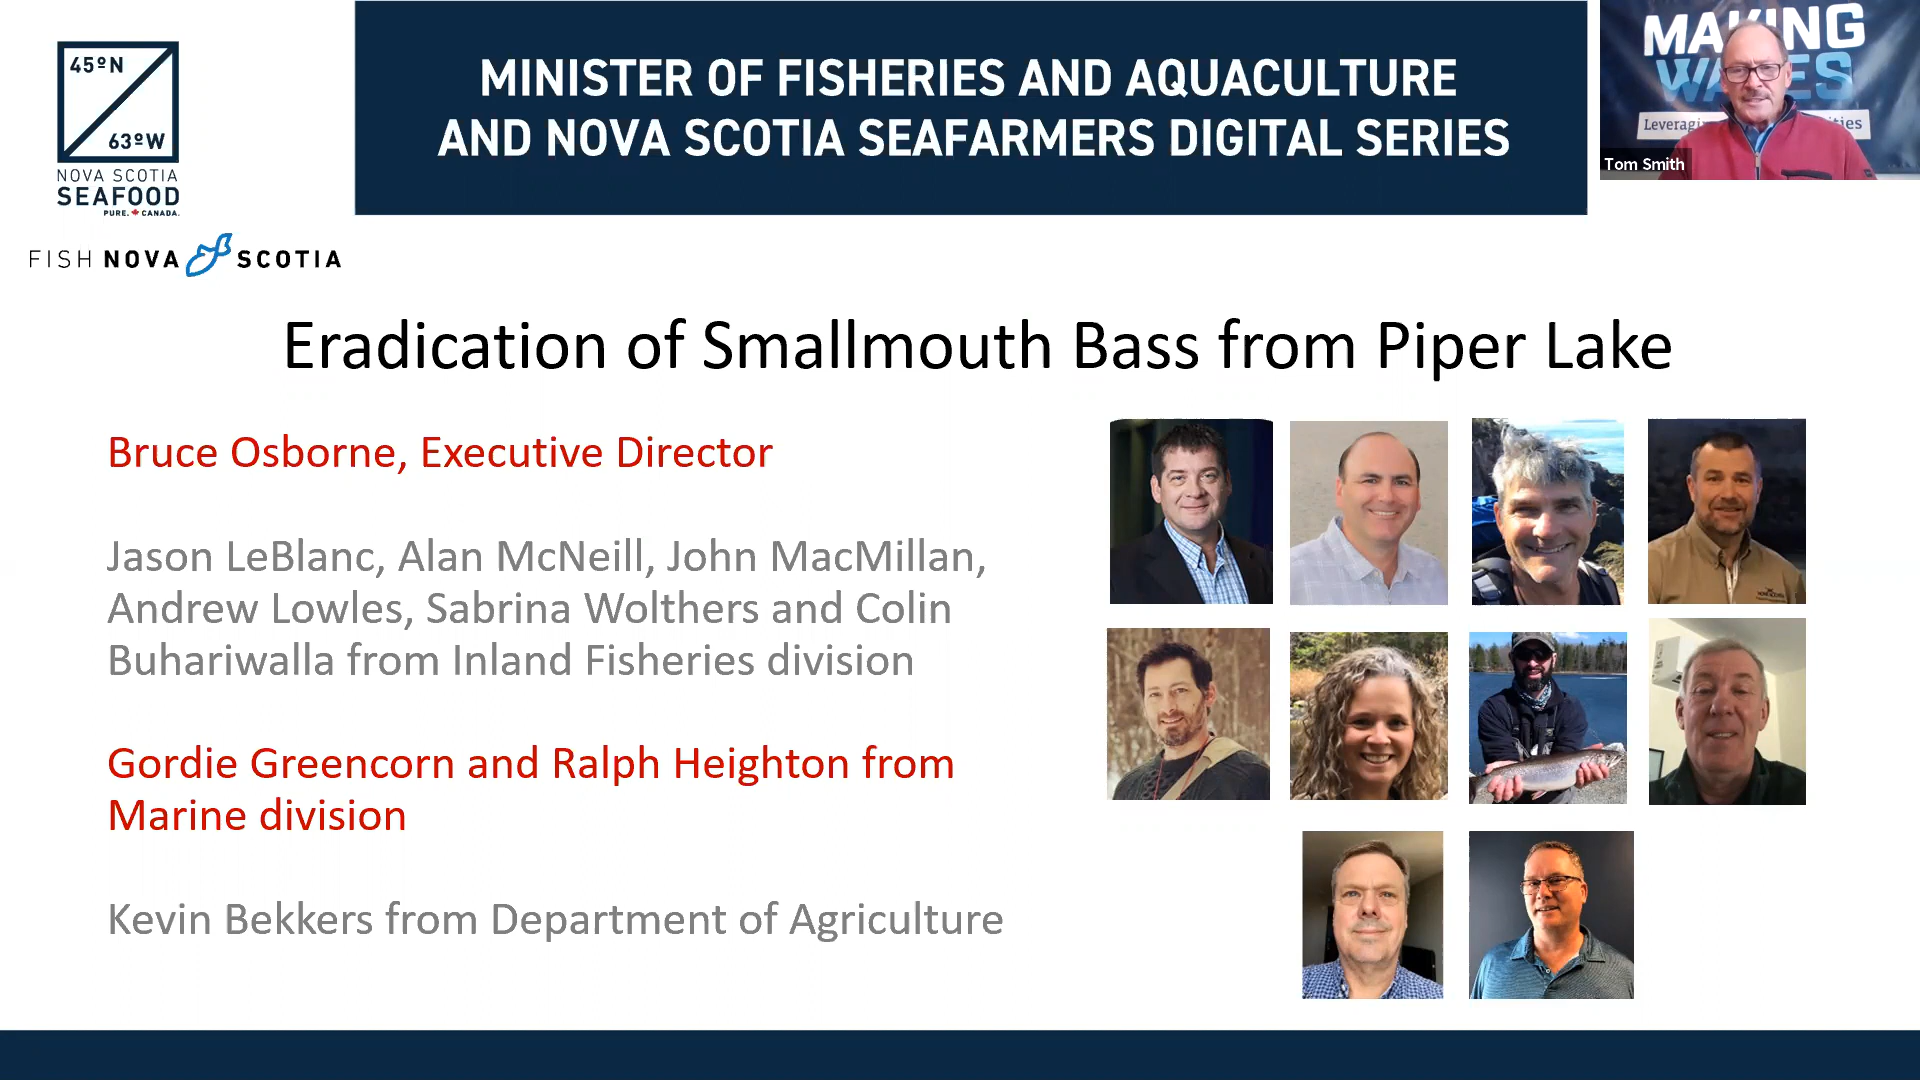 45ºN
63ºW
NOVA SCOTIA
SEAFOOD
PURE. CANADA.
FISH NOVA SCOTIA
MINISTER OF FISHERIES AND AQUACULTURE
AND NOVA SCOTIA SEAFARMERS DIGITAL SERIES
MAKING
WAVES
Tom Smith
Eradication of Smallmouth Bass from Piper Lake
Bruce Osborne, Executive Director
Jason LeBlanc, Alan McNeill, John MacMillan,
Andrew Lowles, Sabrina Wolthers and Colin
Buhariwalla from Inland Fisheries division
Gordie Greencorn and Ralph Heighton from
Marine division
Kevin Bekkers from Department of Agriculture